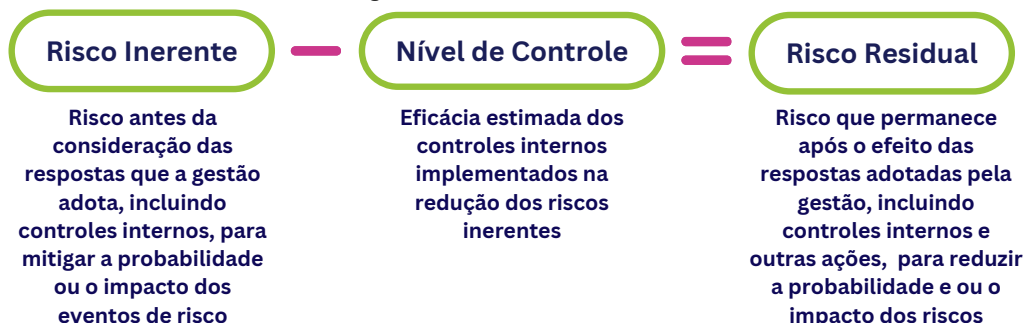 Risco Inerente
Nível de Controle
Risco Residual
Risco antes da
consideração das
respostas que a gestão
adota, incluindo
controles internos, para
mitigar a probabilidade
ou o impacto dos
eventos de risco
Eficácia estimada dos
controles internos
implementados na
redução dos riscos
inerentes
Risco que permanece
após o efeito das
respostas adotadas pela
gestão, incluindo
controles internos e
outras ações, para reduzir
a probabilidade e ou o
impacto dos riscos